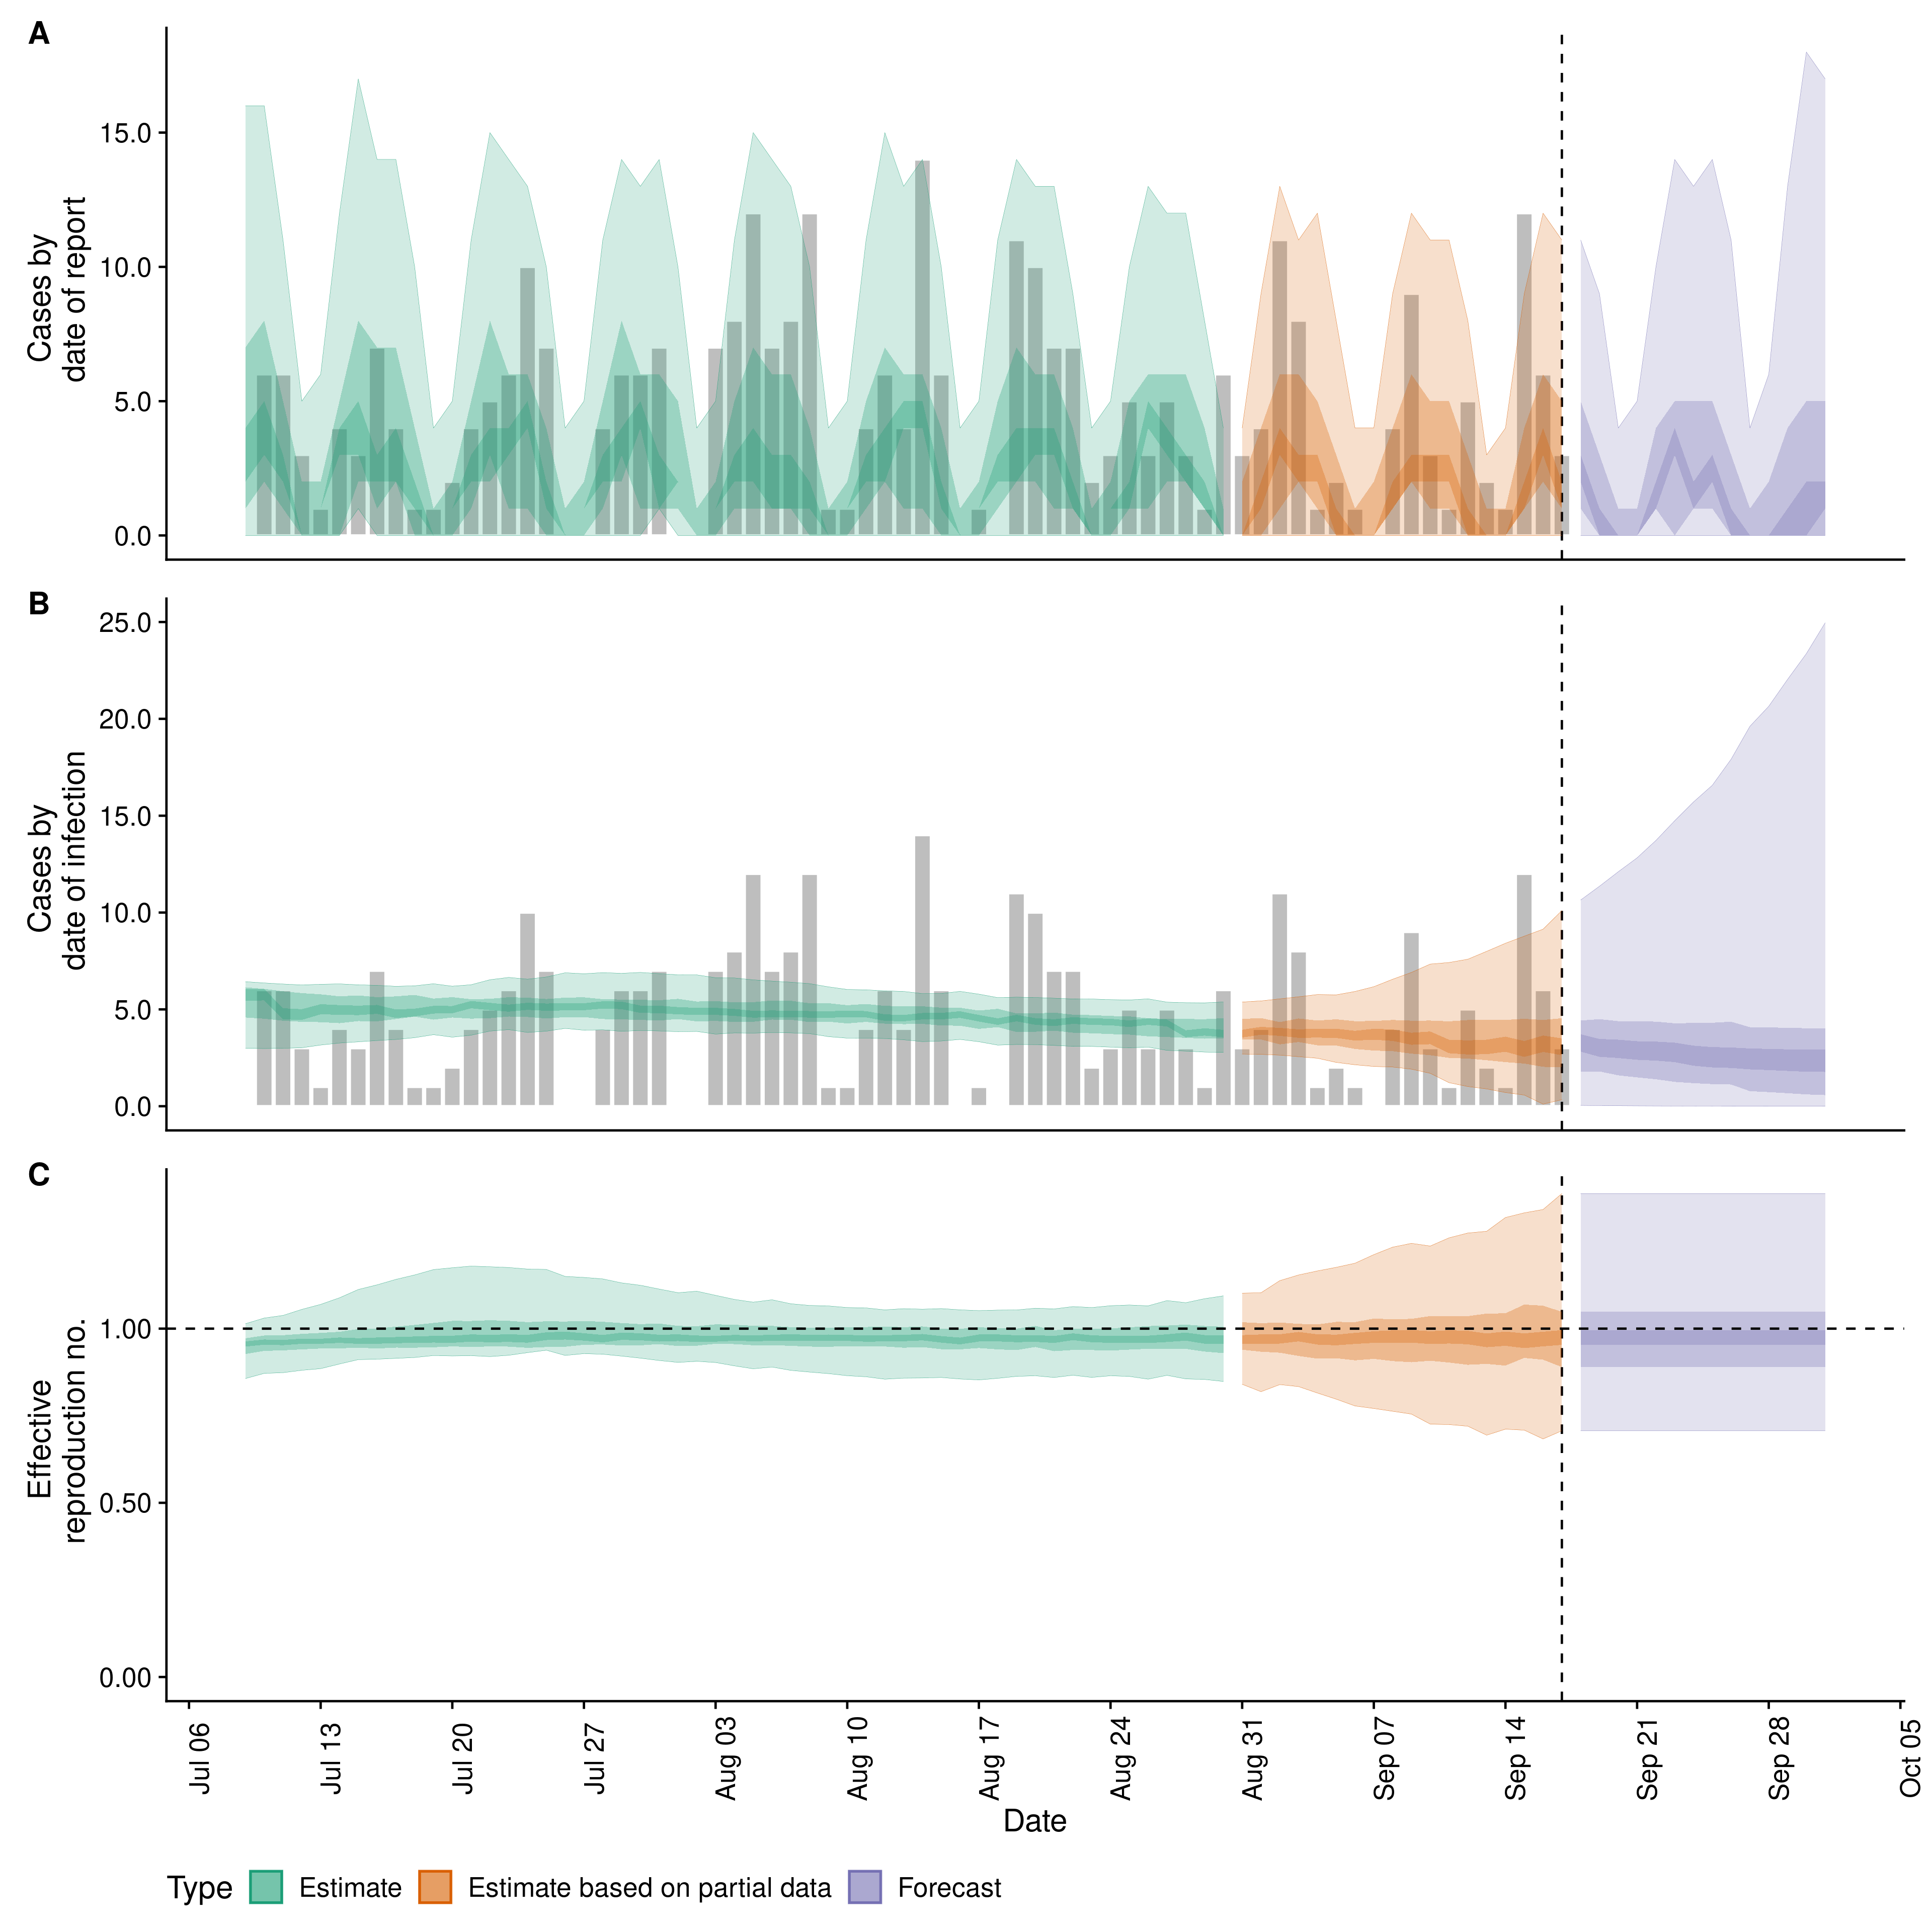 A
Cases by
date of report
15.0
10.0
5.0
0.0
B
Cases by
date of infection
25.0
20.0
15.0
10.0
5.0
0.0
C
Effective
reproduction no.
1.00
0.50
0.00
Jul 06
Jul 13
Jul 20
Jul 27
Aug 03
Aug 10
Aug 17
Aug 24
Aug 31
Sep 07
Sep 14
Sep 21
Sep 28
Oct 05
Date
Type Estimate Estimate based on partial data Forecast